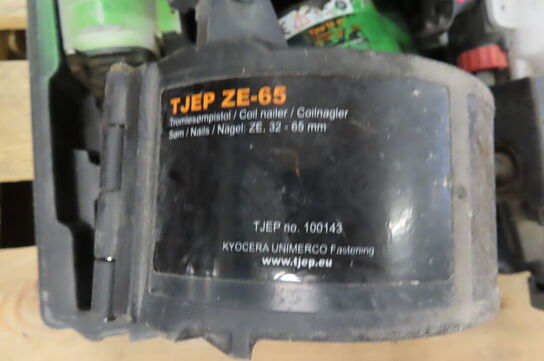 TJEP ZE-65
Tromlesømpistol / Coil nailer / Coilnagler
Søm / Nails / Nägel: ZE, 32 - 65 mm
TJEP no. 100143
KYOCERA UNIMERCO Fastening
www.tjep.eu